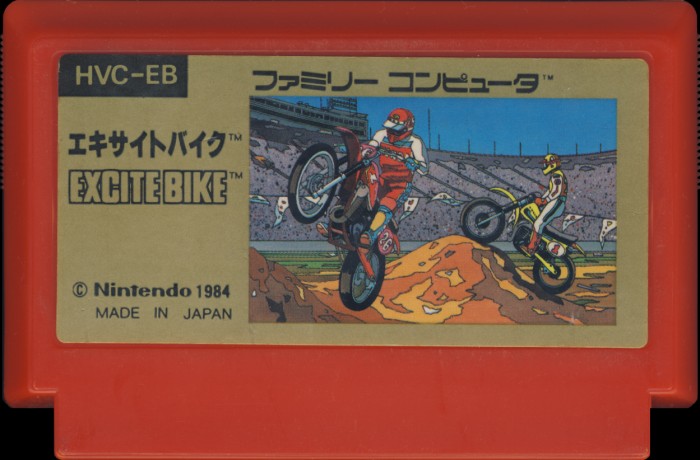 HVC-EB
ファミリー コンピュータ™
エキサイトバイク™
EXCITEBIKE™
© Nintendo 1984
MADE IN JAPAN